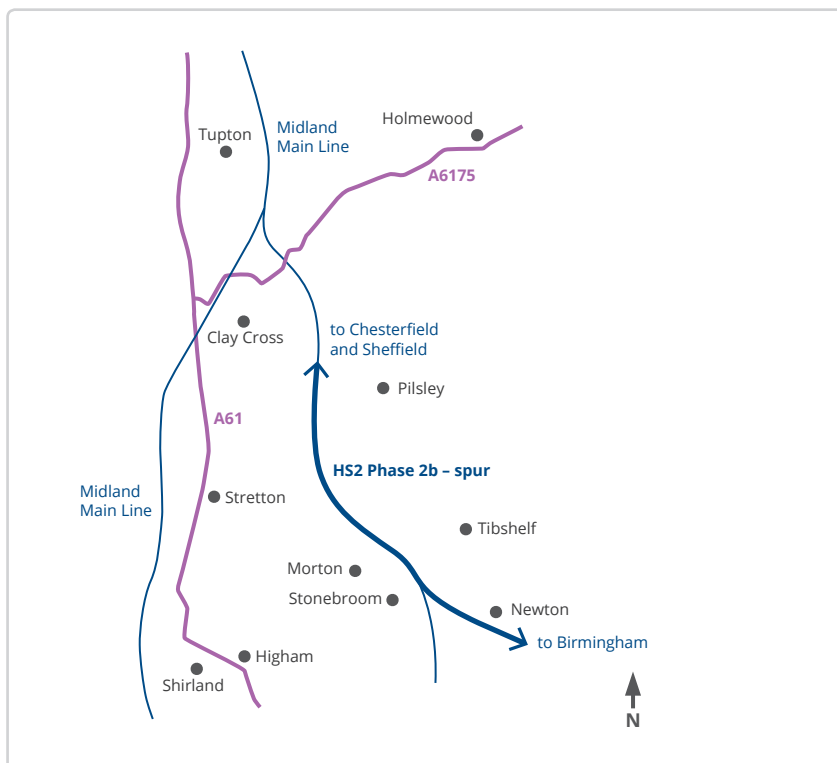 Holmewood
Tupton
Midland
Main Line
A6175
Clay Cross
to Chesterfield
and Sheffield
Pilsley
A61
HS2 Phase 2b – spur
Midland
Main Line
Stretton
Tibshelf
Morton
Stonebroom
Newton
to Birmingham
Higham
Shirland
N